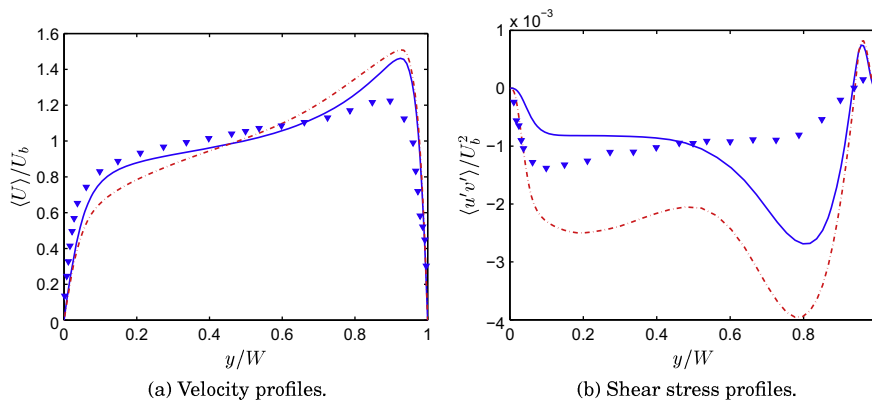 1.6
1.4
1.2
1.0
0.8
0.6
0.4
0.2
0
0 0.2 0.4 0.6 0.8 1
⟨U⟩/U_b
y/W
(a) Velocity profiles.
× 10⁻³
1
0
−1
−2
−3
−4
0 0.2 0.4 0.6 0.8
⟨u′v′⟩/U_b²
y/W
(b) Shear stress profiles.